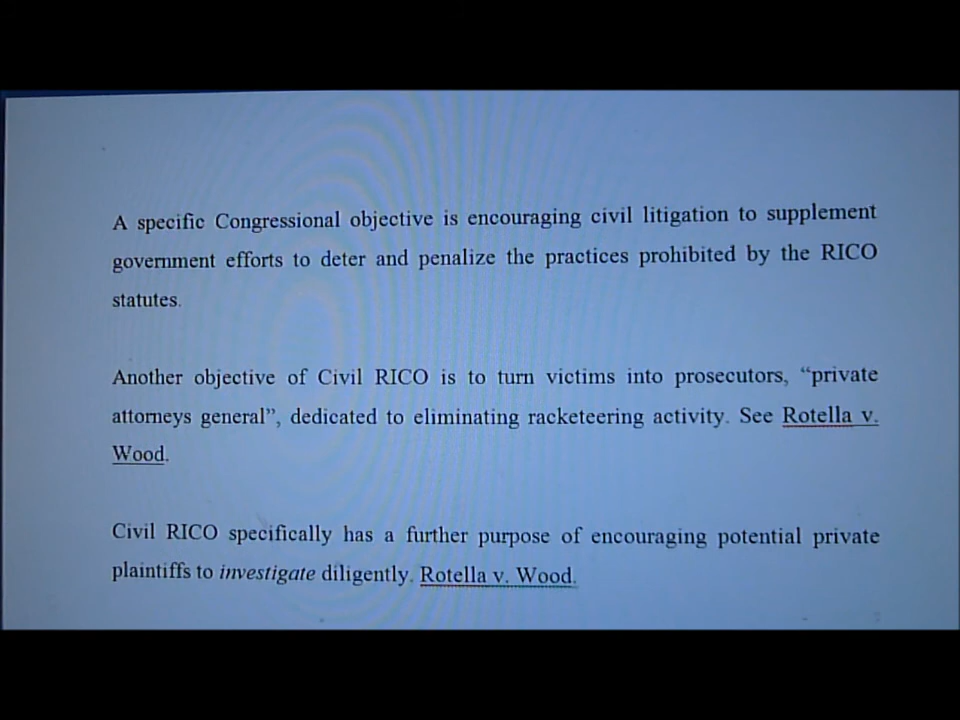 A specific Congressional objective is encouraging civil litigation to supplement
government efforts to deter and penalize the practices prohibited by the RICO
statutes.
Another objective of Civil RICO is to turn victims into prosecutors, “private
attorneys general”, dedicated to eliminating racketeering activity. See Rotella v.
Wood.
Civil RICO specifically has a further purpose of encouraging potential private
plaintiffs to investigate diligently. Rotella v. Wood.